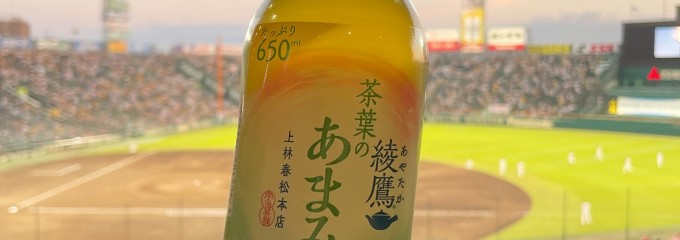 たっぷり
650ml
茶葉の
あまみ
綾鷹
あやたか
上林春松本店